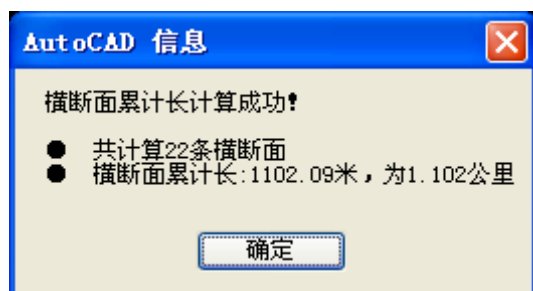 AutoCAD 信息
横断面累计长计算成功!
● 共计算22条横断面
● 横断面累计长:1102.09米，为1.102公里
确定